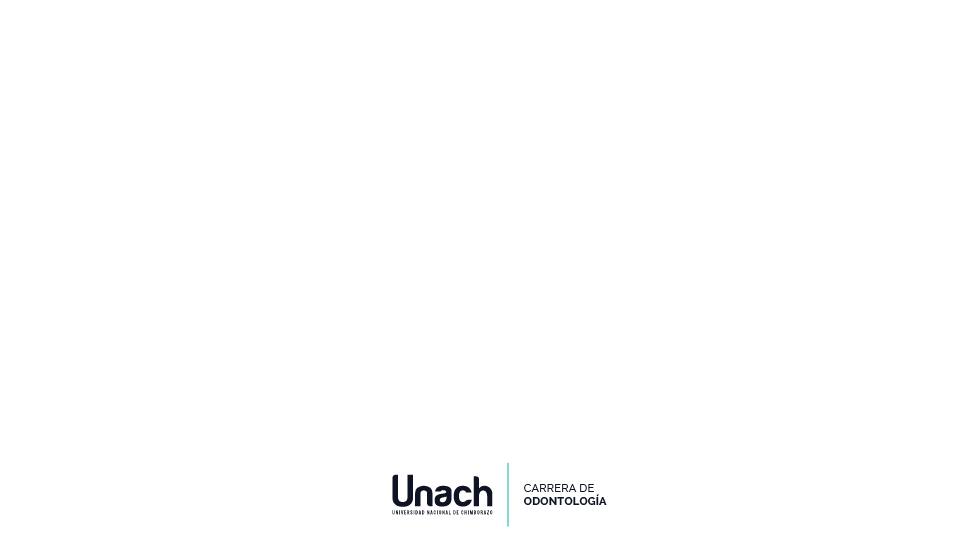 Unach
UNIVERSIDAD NACIONAL DE CHIMBORAZO
CARRERA DE
ODONTOLOGÍA